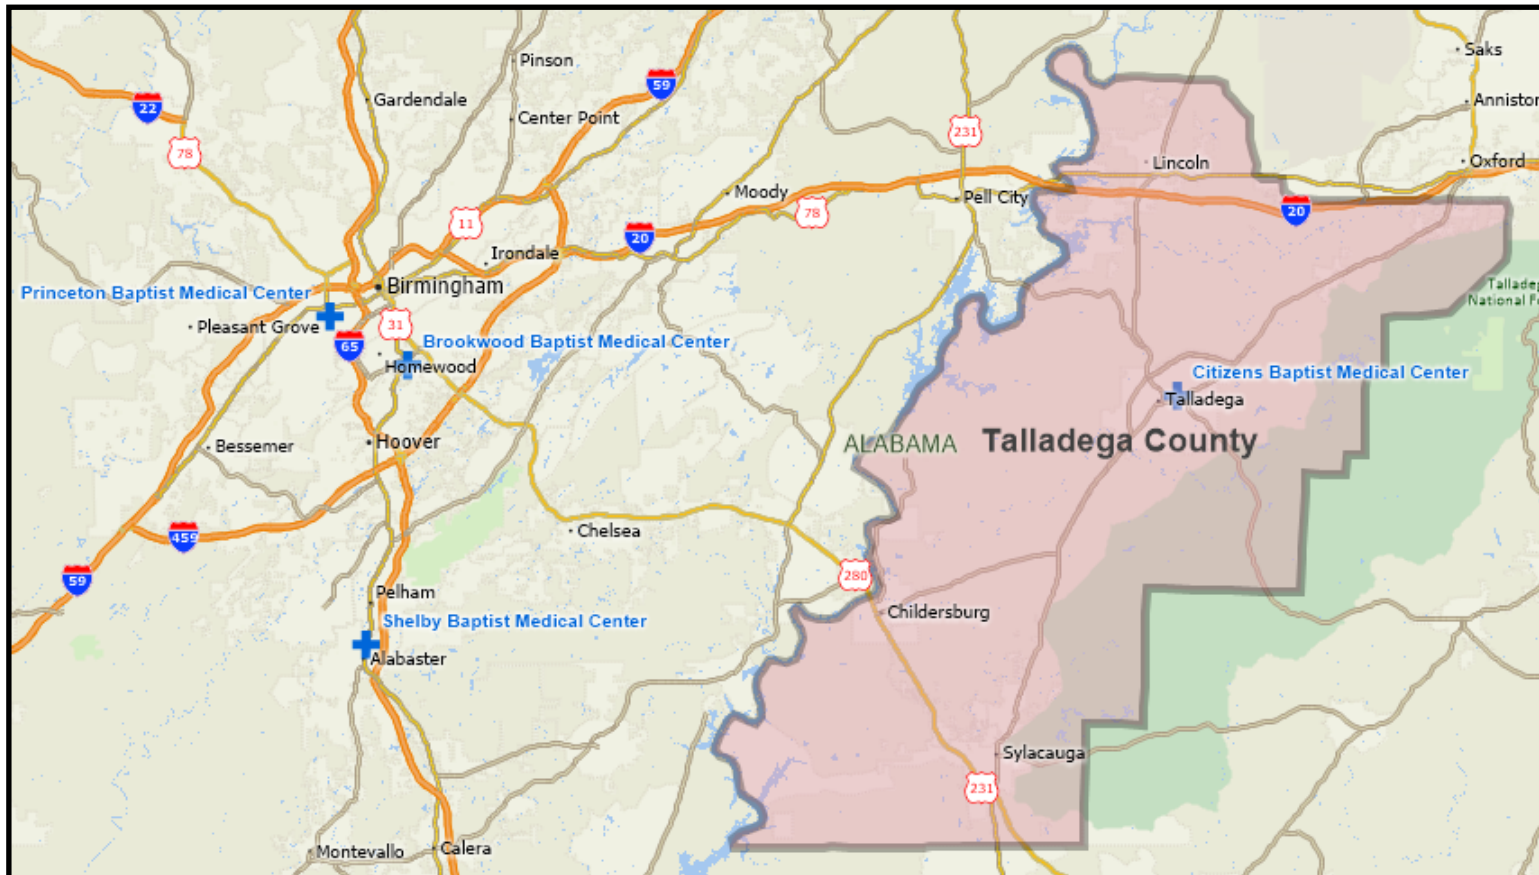 Saks
Pinson
59
Gardendale
22
Anniston
Center Point
231
78
Lincoln
Oxford
Moody
Pell City
20
78
11
20
Irondale
Birmingham
Princeton Baptist Medical Center
Pleasant Grove
31
65
Brookwood Baptist Medical Center
Homewood
National
Citizens Baptist Medical Center
Talladega
Hoover
Bessemer
ALABAMA
Talladega County
Chelsea
459
59
280
Pelham
Childersburg
Shelby Baptist Medical Center
Alabaster
Sylacauga
231
Montevallo
Calera